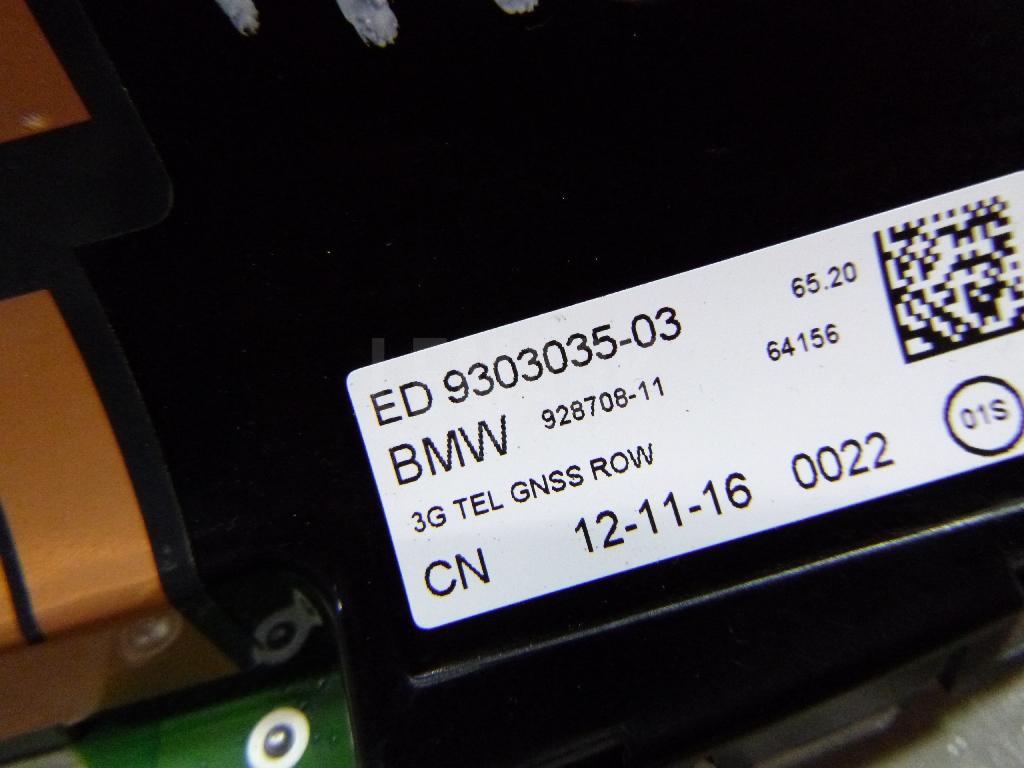 ED 9303035-03
65.20
BMW 928708-11
64156
3G TEL GNSS ROW
CN 12-11-16 0022
01S